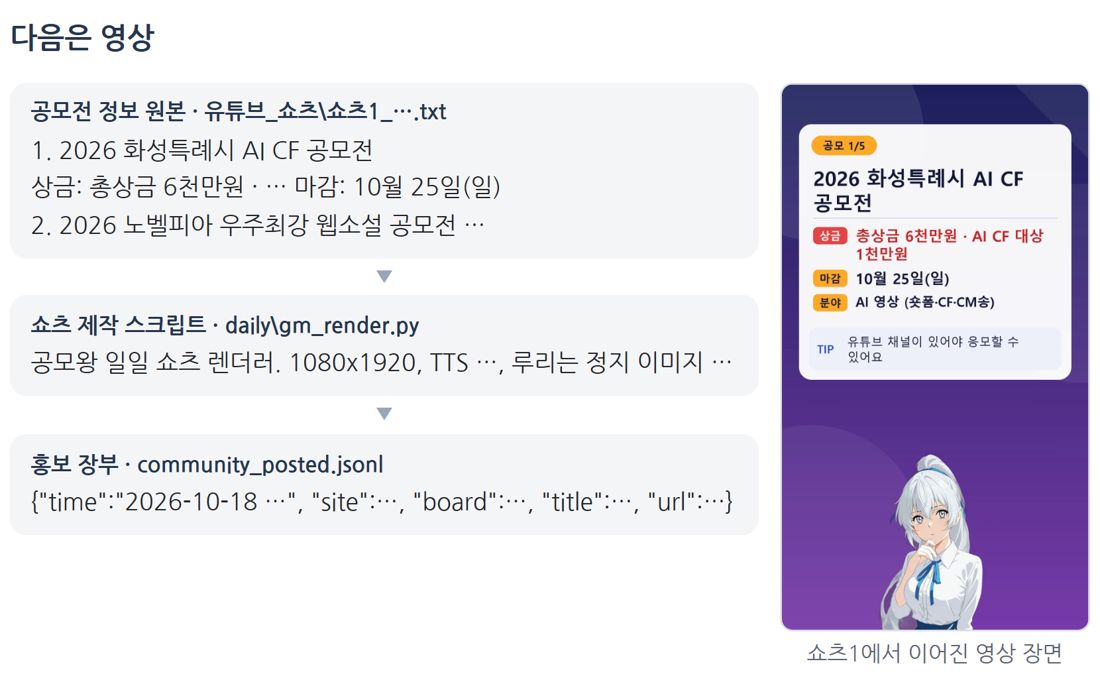 다음은 영상
공모전 정보 원본 · 유튜브_쇼츠\쇼츠1_⋯.txt
1. 2026 화성특례시 AI CF 공모전
상금: 총상금 6천만원 · ⋯ 마감: 10월 25일(일)
2. 2026 노벨피아 우주최강 웹소설 공모전 ⋯
▼
쇼츠 제작 스크립트 · daily\gm_render.py
공모왕 일일 쇼츠 렌더러. 1080x1920, TTS ⋯, 루리는 정지 이미지 ⋯
▼
홍보 장부 · community_posted.jsonl
{"time":"2026-10-18 ⋯", "site":⋯, "board":⋯, "title":⋯, "url":⋯}
공모 1/5
2026 화성특례시 AI CF
공모전
상금 총상금 6천만원 · AI CF 대상
1천만원
마감 10월 25일(일)
분야 AI 영상 (숏폼·CF·CM송)
TIP 유튜브 채널이 있어야 응모할 수
있어요
쇼츠1에서 이어진 영상 장면